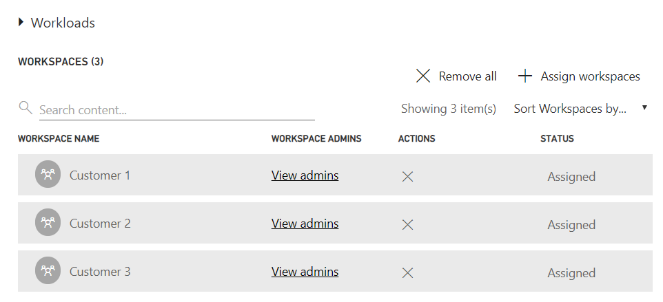 Workloads
WORKSPACES (3)
Remove all Assign workspaces
Search content...
Showing 3 item(s) Sort Workspaces by...
WORKSPACE NAME WORKSPACE ADMINS ACTIONS STATUS
Customer 1 View admins Assigned
Customer 2 View admins Assigned
Customer 3 View admins Assigned